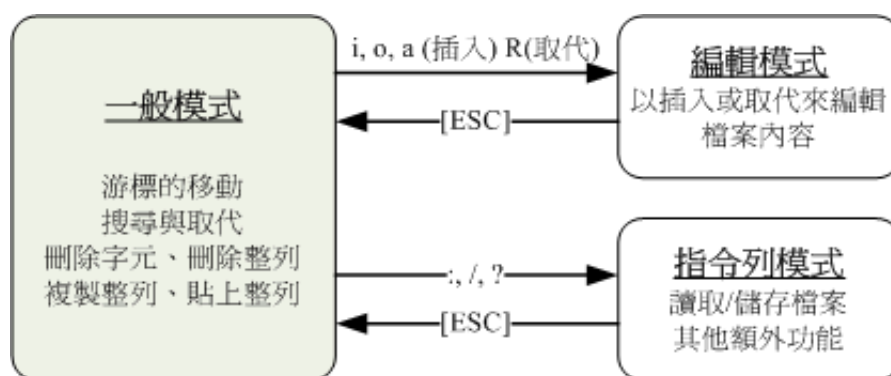 一般模式
游標的移動
搜尋與取代
刪除字元、刪除整列
複製整列、貼上整列
i, o, a (插入) R(取代)
[ESC]
:, /, ?
[ESC]
編輯模式
以插入或取代來編輯
檔案內容
指令列模式
讀取/儲存檔案
其他額外功能